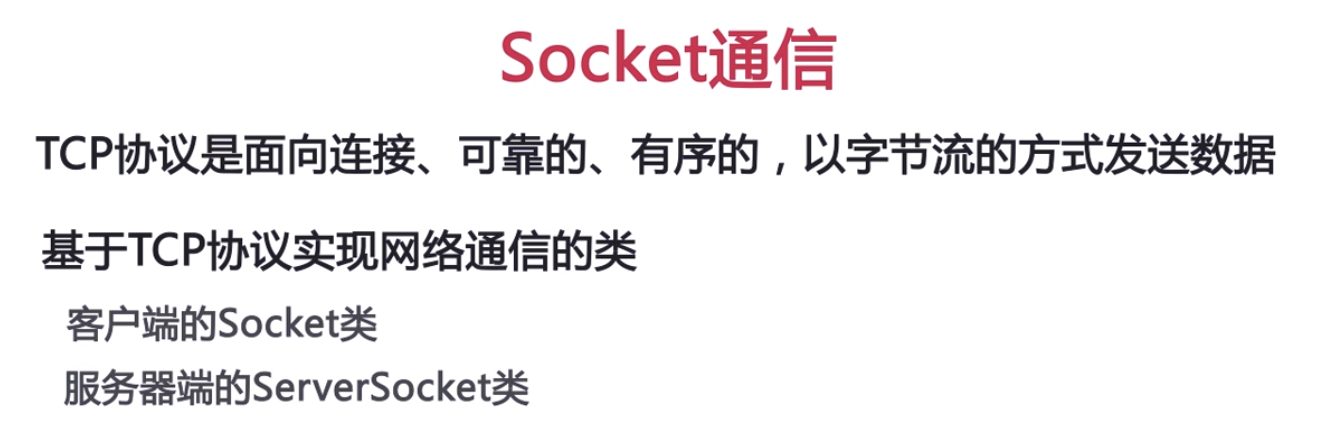 Socket通信
TCP协议是面向连接、可靠的、有序的，以字节流的方式发送数据
基于TCP协议实现网络通信的类
客户端的Socket类
服务器端的ServerSocket类